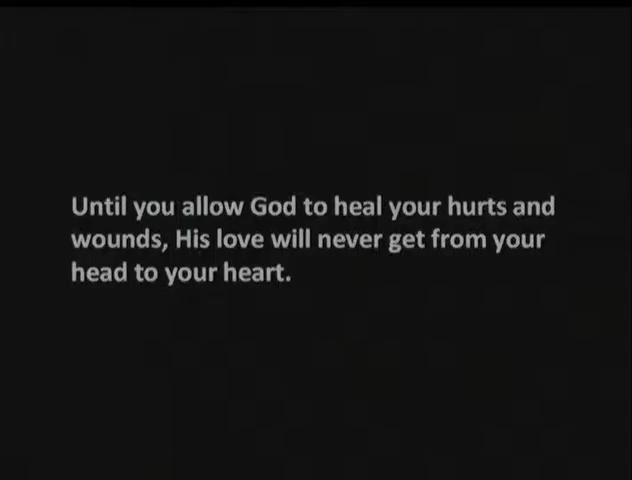 Until you allow God to heal your hurts and
wounds, His love will never get from your
head to your heart.